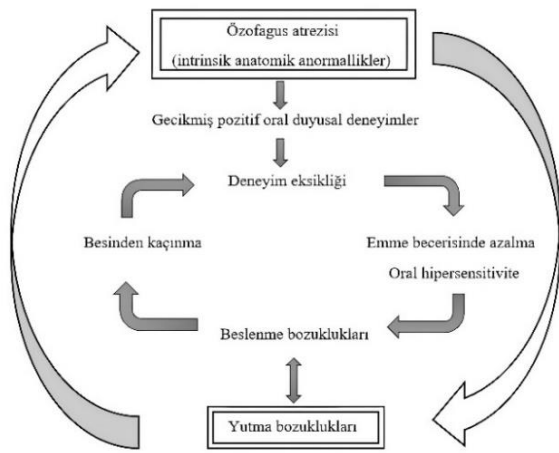 Özofagus atrezisi
(intrinsik anatomik anormallikler)
Gecikmiş pozitif oral duyusal deneyimler
Deneyim eksikliği
Besinden kaçınma
Emme becerisinde azalma
Oral hipersensitivite
Beslenme bozuklukları
Yutma bozuklukları